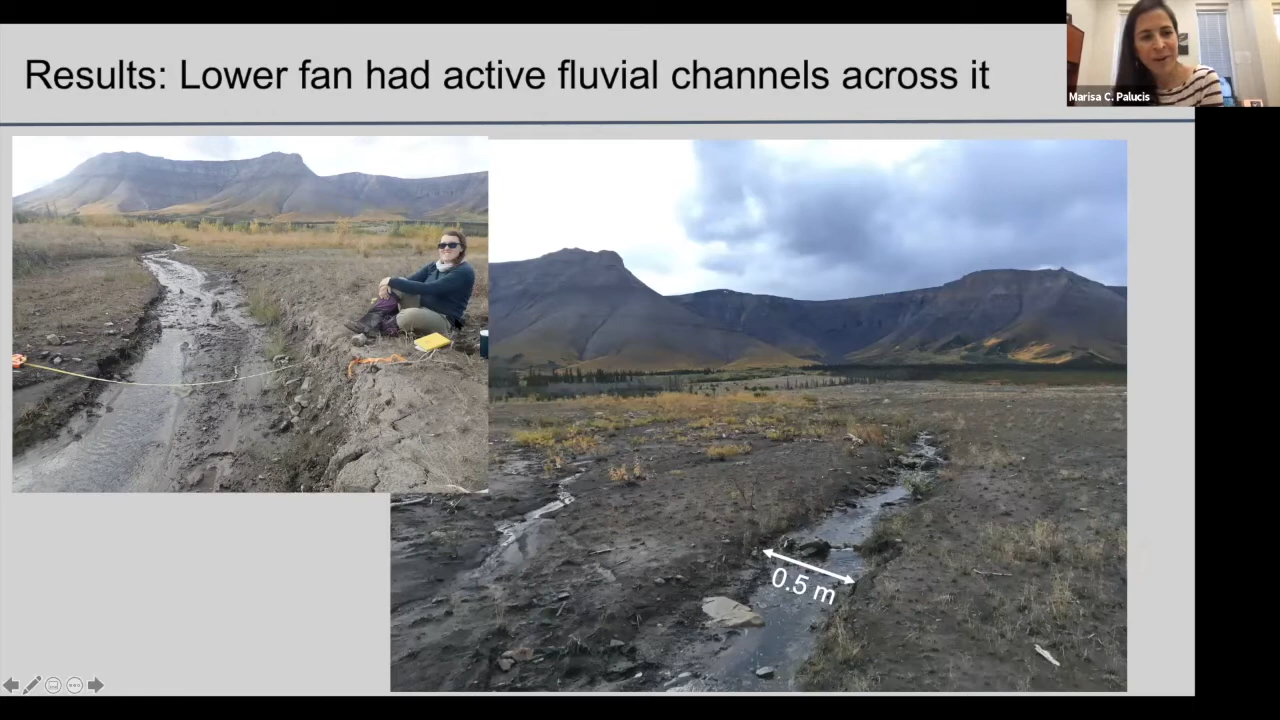 Results: Lower fan had active fluvial channels across it
Marisa C. Palucis
0.5 m